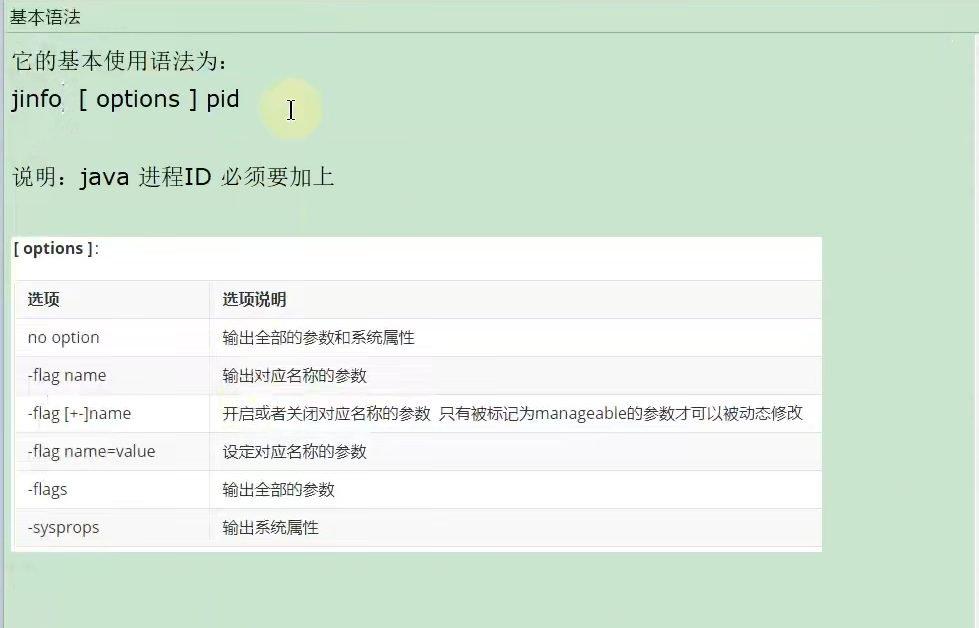 基本语法
它的基本使用语法为：
jinfo [ options ] pid
说明：java 进程ID 必须要加上
[ options ]:
选项 选项说明
no option 输出全部的参数和系统属性
-flag name 输出对应名称的参数
-flag [+-]name 开启或者关闭对应名称的参数 只有被标记为manageable的参数才可以被动态修改
-flag name=value 设定对应名称的参数
-flags 输出全部的参数
-sysprops 输出系统属性